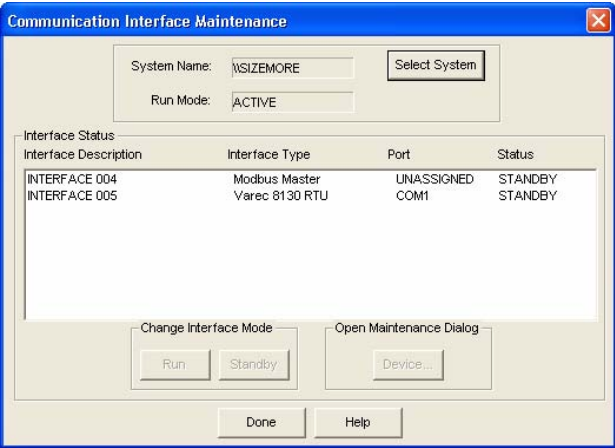 Communication Interface Maintenance
System Name: \\SIZEMORE Select System
Run Mode: ACTIVE
Interface Status
Interface Description Interface Type Port Status
INTERFACE 004 Modbus Master UNASSIGNED STANDBY
INTERFACE 005 Varec 8130 RTU COM1 STANDBY
Change Interface Mode Open Maintenance Dialog
Run Standby Device...
Done Help